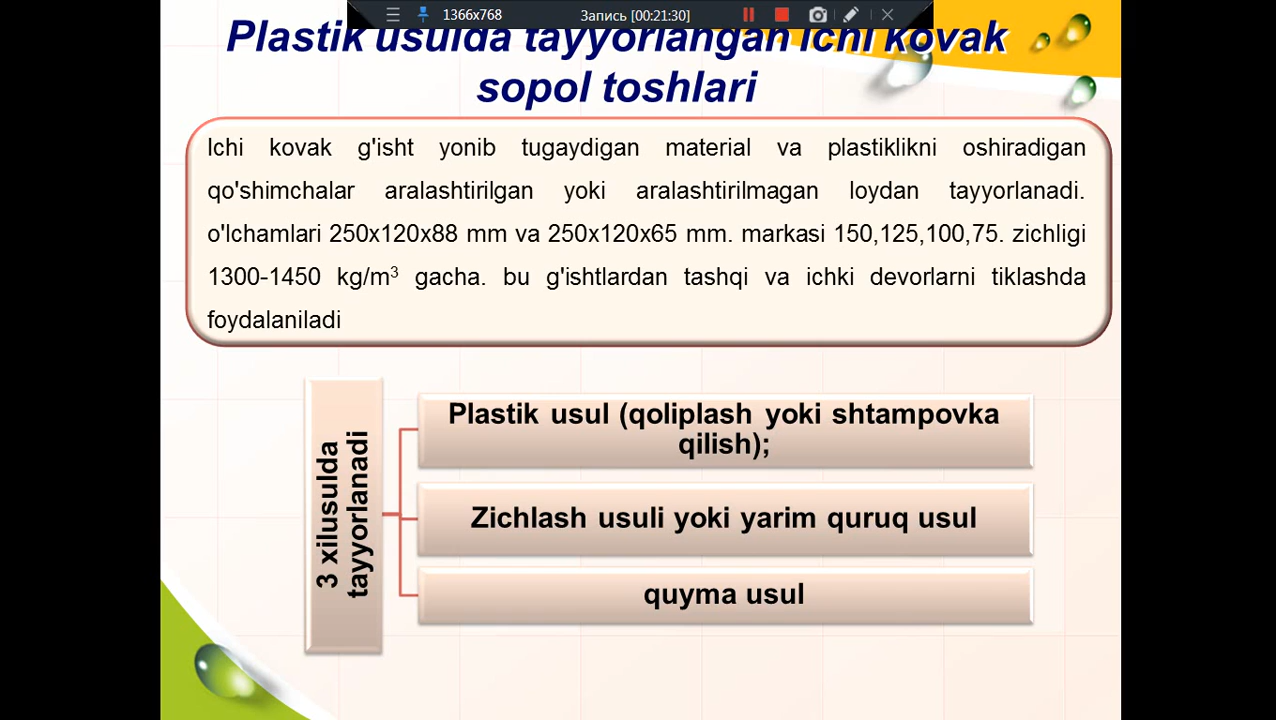 1366x768
Запись [00:21:30]
Plastik usulda tayyorlangan ichi kovak
sopol toshlari
Ichi kovak g'isht yonib tugaydigan material va plastiklikni oshiradigan
qo'shimchalar aralashtirilgan yoki aralashtirilmagan loydan tayyorlanadi.
o'lchamlari 250x120x88 mm va 250x120x65 mm. markasi 150,125,100,75. zichligi
1300-1450 kg/m³ gacha. bu g'ishtlardan tashqi va ichki devorlarni tiklashda
foydalaniladi
3 xilusulda
tayyorlanadi
Plastik usul (qoliplash yoki shtampovka
qilish);
Zichlash usuli yoki yarim quruq usul
quyma usul